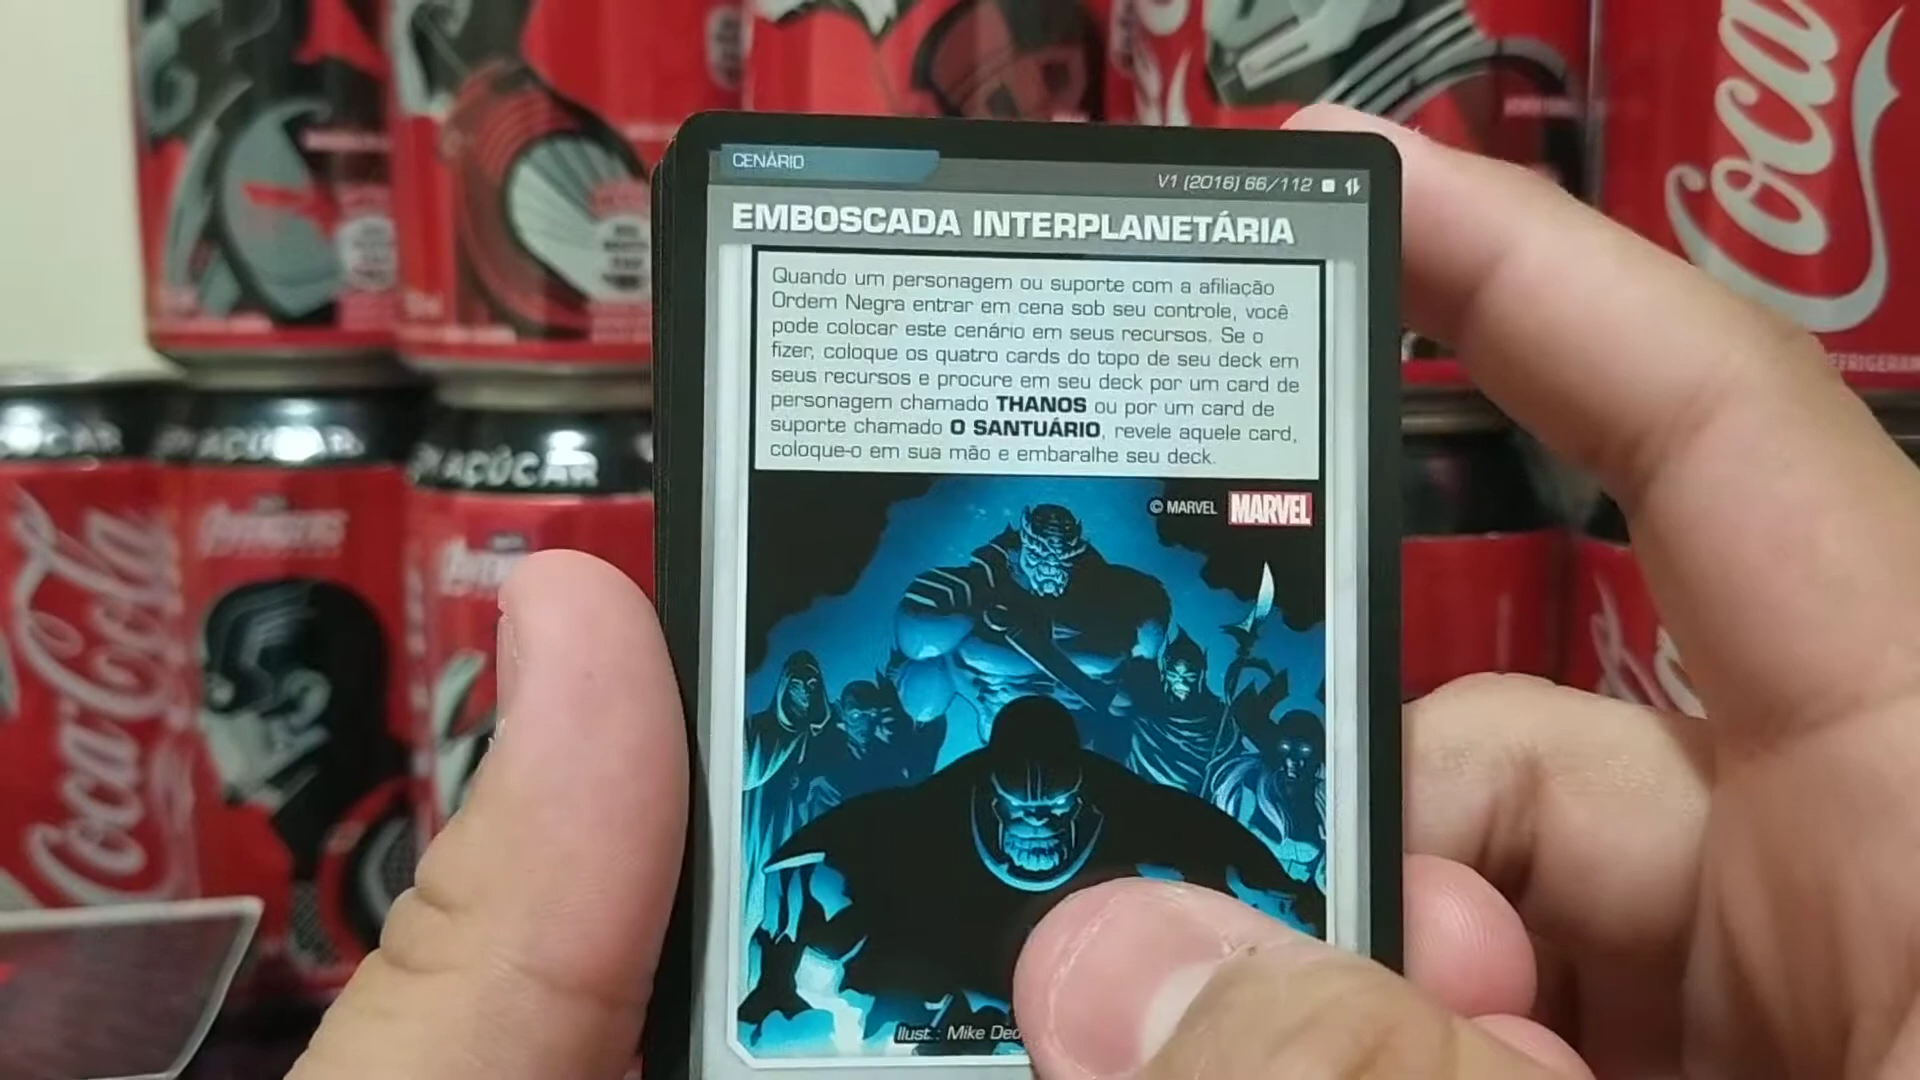 CENÁRIO
V1 (2016) 66/112
EMBOSCADA INTERPLANETÁRIA
Quando um personagem ou suporte com a afiliação
Ordem Negra entrar em cena sob seu controle, você
pode colocar este cenário em seus recursos. Se o
fizer, coloque os quatro cards do topo de seu deck em
seus recursos e procure em seu deck por um card de
personagem chamado THANOS ou por um card de
suporte chamado O SANTUÁRIO, revele aquele card,
coloque-o em sua mão e embaralhe seu deck.
© MARVEL MARVEL
Ilust.: Mike Deo
Coca
AÇÚCAR
AÇÚCAR
Coca-Cola
AVENGERS